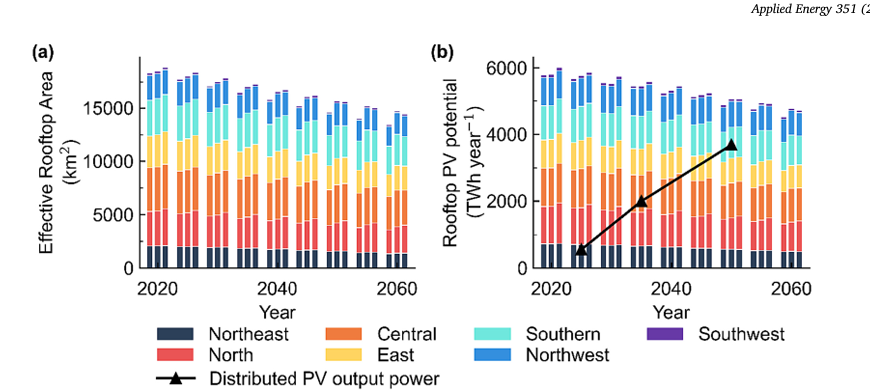 Applied Energy 351 (2
(a)
Effective Rooftop Area
(km²)
15000
10000
5000
0
2020 2040 2060
Year
(b)
Rooftop PV potential
(TWh year⁻¹)
6000
4000
2000
0
2020 2040 2060
Year
Northeast Central Southern Southwest
North East Northwest
Distributed PV output power